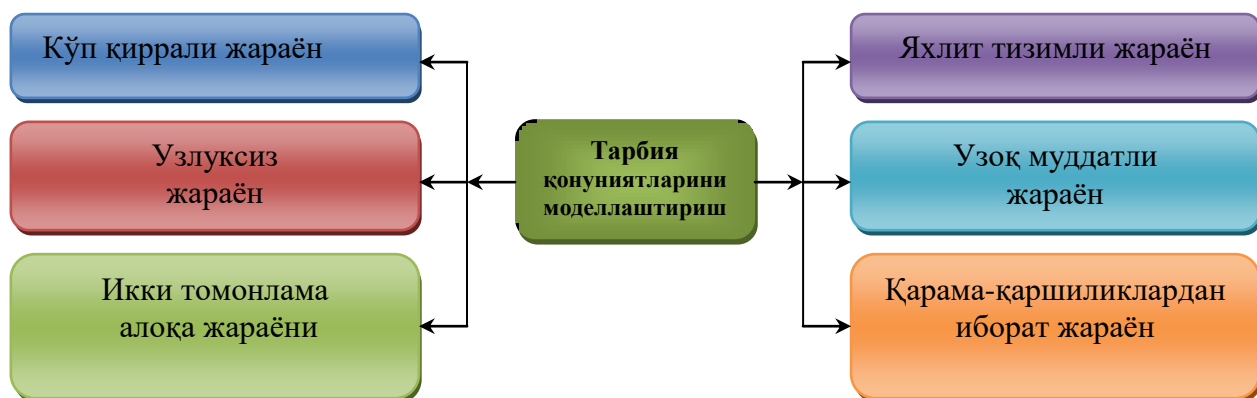 Кўп қиррали жараён
Узлуксиз
жараён
Икки томонлама
алоқа жараёни
Тарбия
қонуниятларини
моделлаштириш
Яхлит тизимли жараён
Узоқ муддатли
жараён
Қарама-қаршиликлардан
иборат жараён